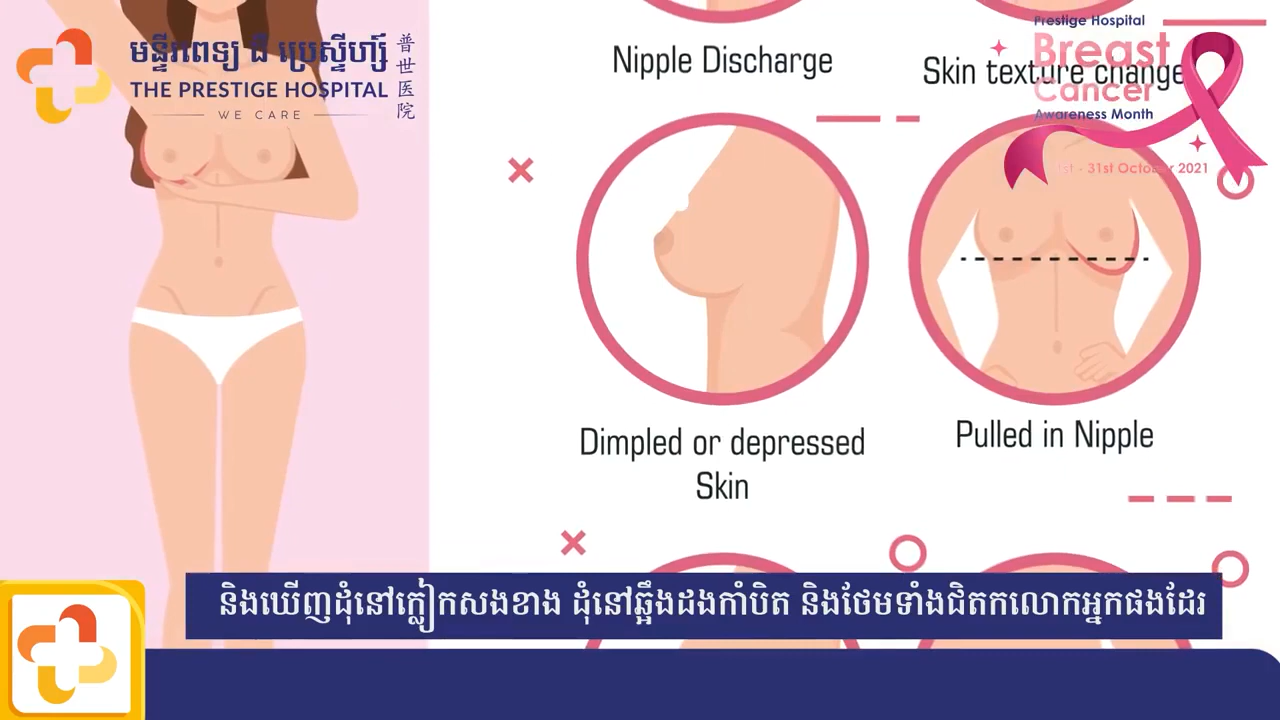 មន្ទីរពេទ្យ ឌី ប្រេស្ទីហ្ស៍
THE PRESTIGE HOSPITAL
WE CARE
普世医院
Prestige Hospital
Breast
Cancer
Awareness Month
1st - 31st October 2021
Nipple Discharge
Skin texture change
Dimpled or depressed
Skin
Pulled in Nipple
និងឃើញដុំនៅក្លៀកសងខាង ដុំនៅឆ្អឹងដងកាំបិត និងថែមទាំងជិតកលោកអ្នកផងដែរ